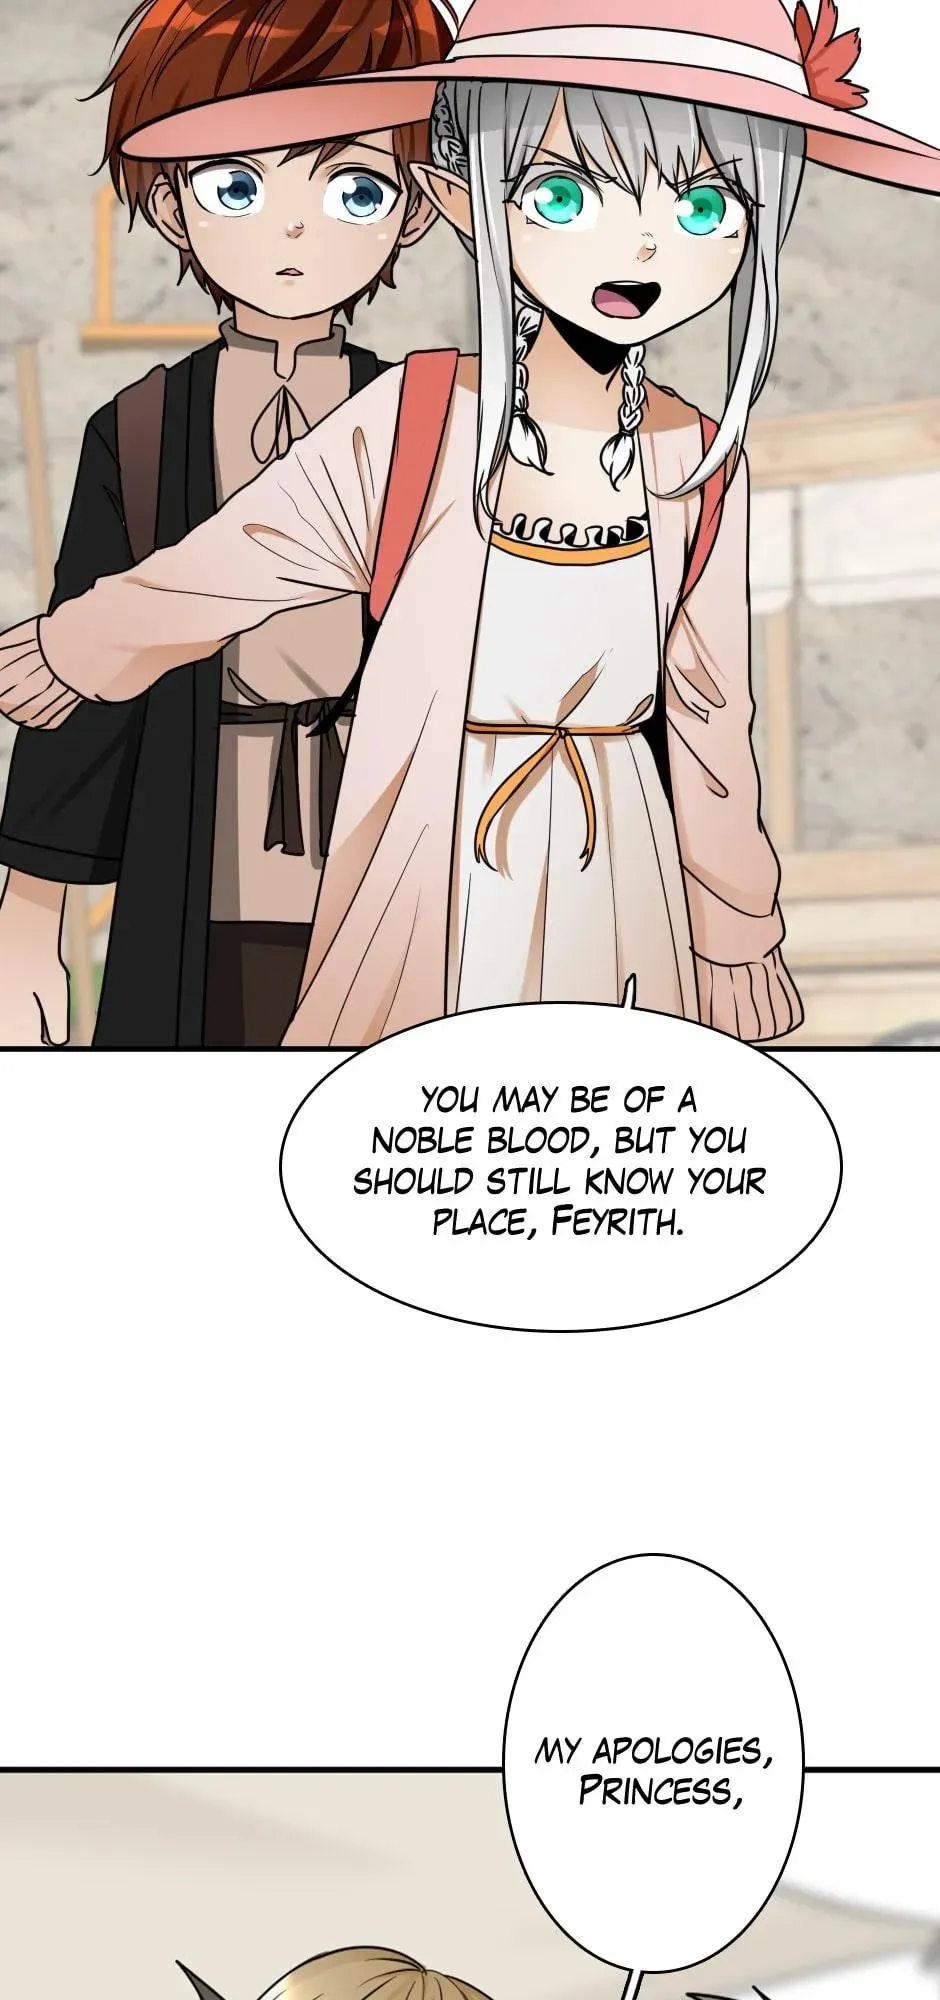 YOU MAY BE OF A
NOBLE BLOOD, BUT YOU
SHOULD STILL KNOW YOUR
PLACE, FEYRITH.
MY APOLOGIES,
PRINCESS,